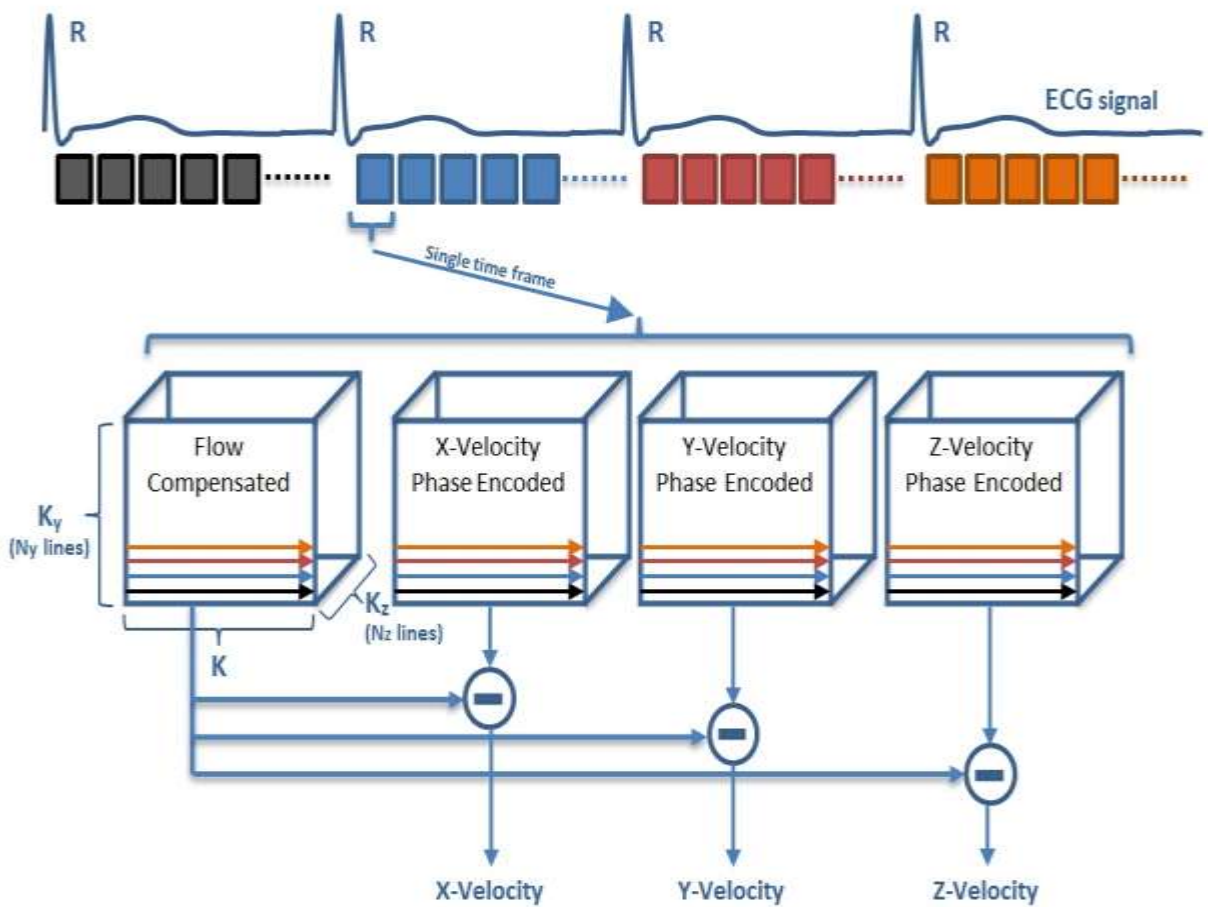 R
R
R
R
ECG signal
Single time frame
Flow
Compensated
X-Velocity
Phase Encoded
Y-Velocity
Phase Encoded
Z-Velocity
Phase Encoded
Ky
(Ny lines)
Kz
(Nz lines)
K
X-Velocity
Y-Velocity
Z-Velocity